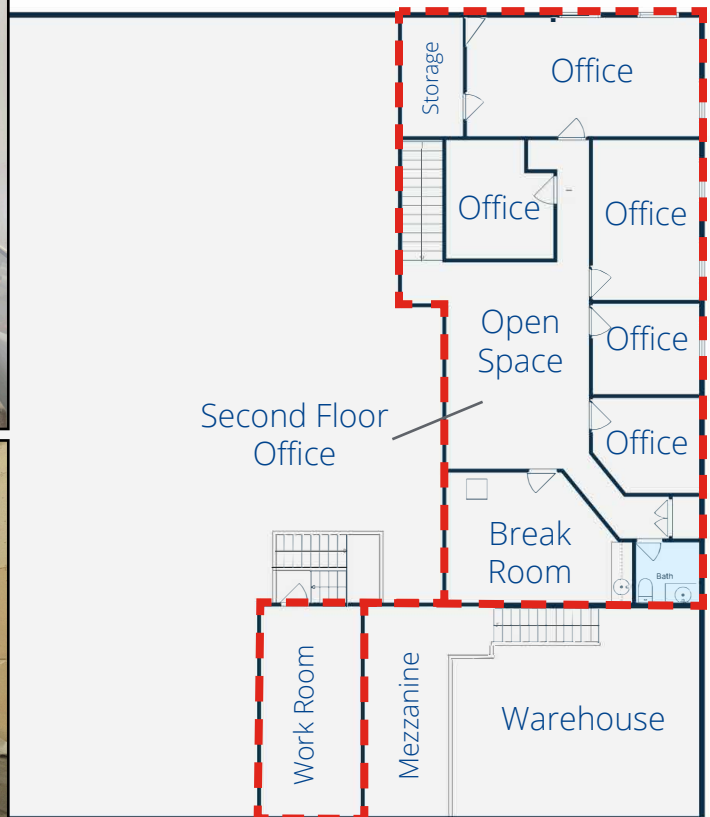 Storage
Office
Office
Office
Open
Space
Office
Second Floor
Office
Office
Break
Room
Bath
Work Room
Mezzanine
Warehouse